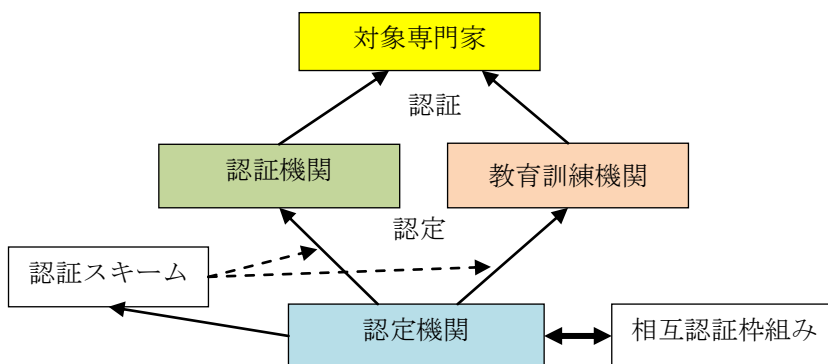 対象専門家
認証
認証機関
教育訓練機関
認定
認証スキーム
認定機関
相互認証枠組み